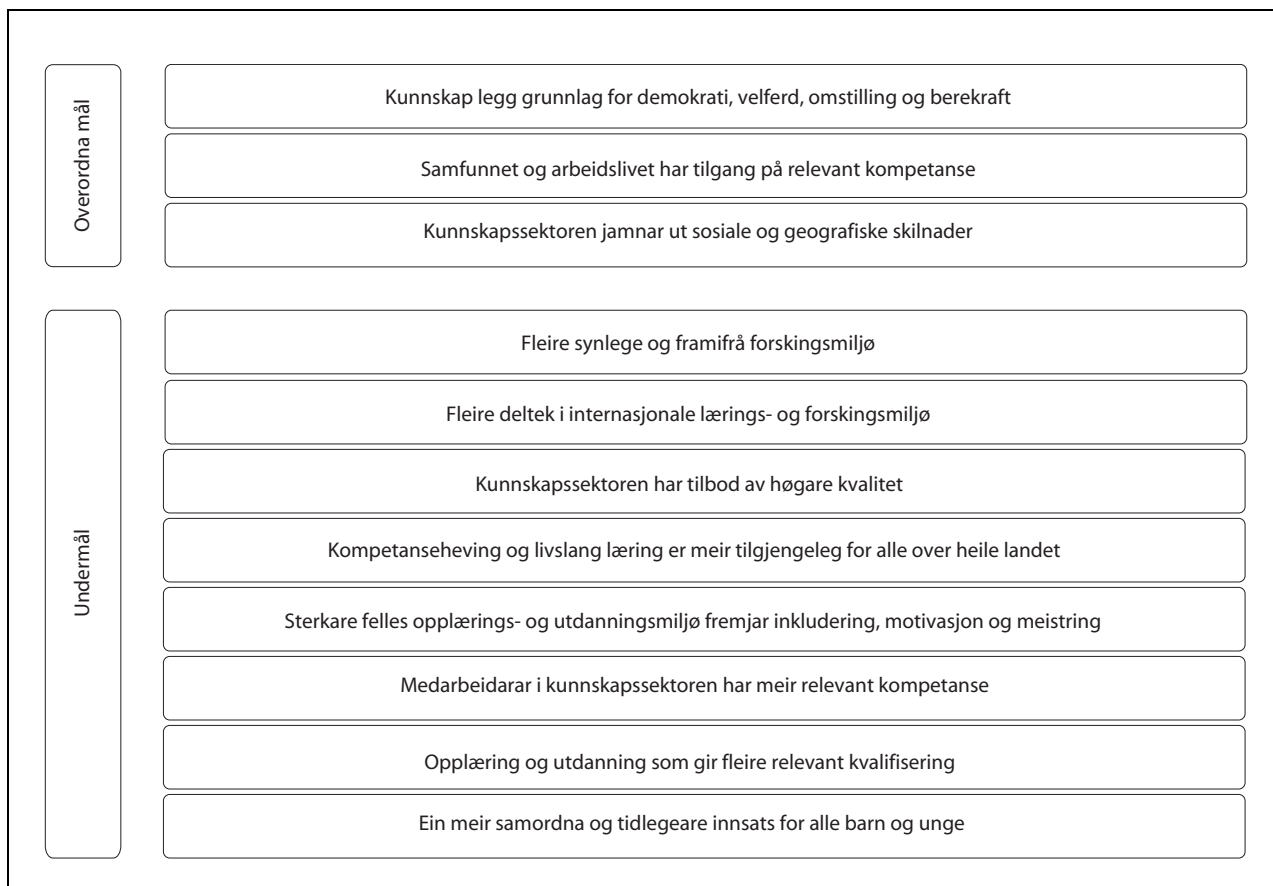 Overordna mål
Kunnskap legg grunnlag for demokrati, velferd, omstilling og berekraft
Samfunnet og arbeidslivet har tilgang på relevant kompetanse
Kunnskapssektoren jamnar ut sosiale og geografiske skilnader
Undermål
Fleire synlege og framifrå forskingsmiljø
Fleire deltek i internasjonale lærings- og forskingsmiljø
Kunnskapssektoren har tilbod av høgare kvalitet
Kompetanseheving og livslang læring er meir tilgjengeleg for alle over heile landet
Sterkare felles opplærings- og utdanningsmiljø fremjar inkludering, motivasjon og meistring
Medarbeidarar i kunnskapssektoren har meir relevant kompetanse
Opplæring og utdanning som gir fleire relevant kvalifisering
Ein meir samordna og tidlegeare innsats for alle barn og unge